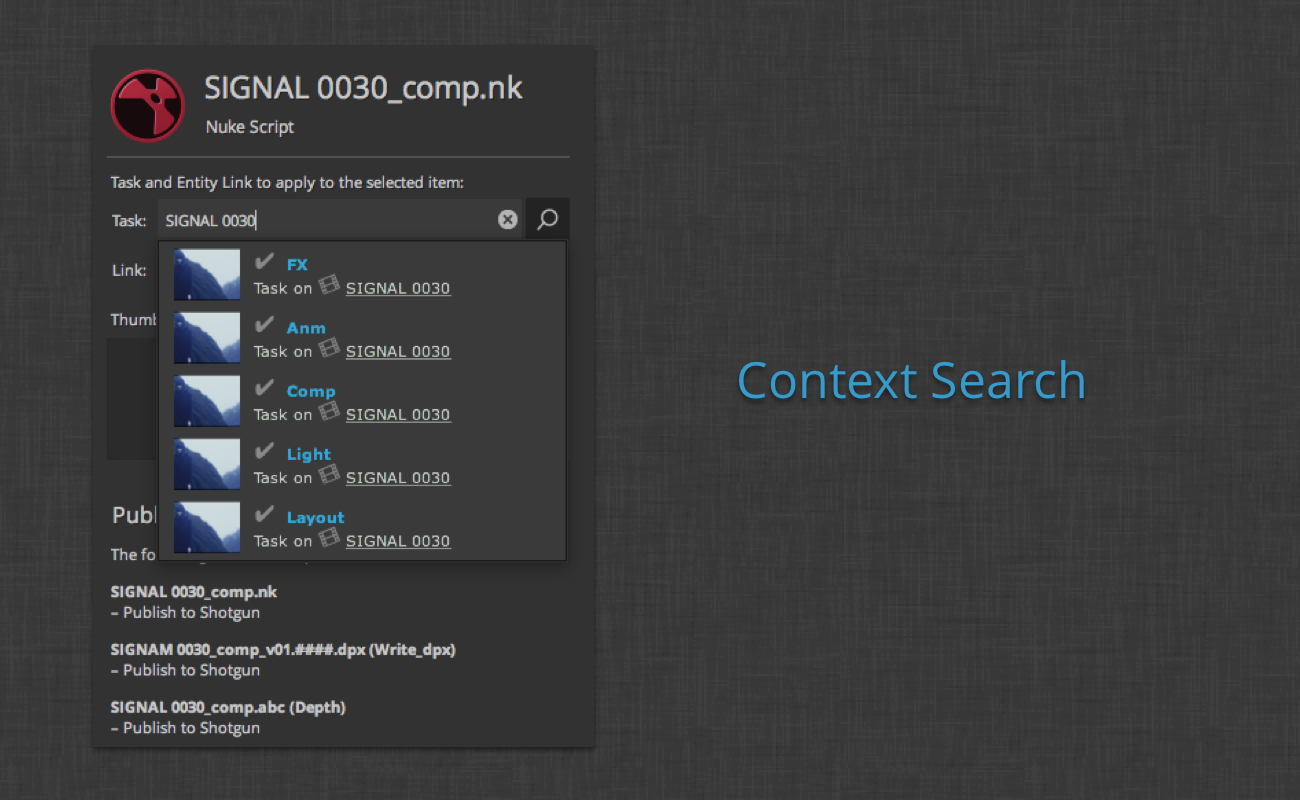 SIGNAL 0030_comp.nk
Nuke Script
Task and Entity Link to apply to the selected item:
Task: SIGNAL 0030
FX
Task on SIGNAL 0030
Link:
Anm
Task on SIGNAL 0030
Comp
Task on SIGNAL 0030
Light
Task on SIGNAL 0030
Layout
Task on SIGNAL 0030
The
SIGNAL 0030_comp.nk
– Publish to Shotgun
SIGNAM 0030_comp_v01.####.dpx (Write_dpx)
– Publish to Shotgun
SIGNAL 0030_comp.abc (Depth)
– Publish to Shotgun
Context Search